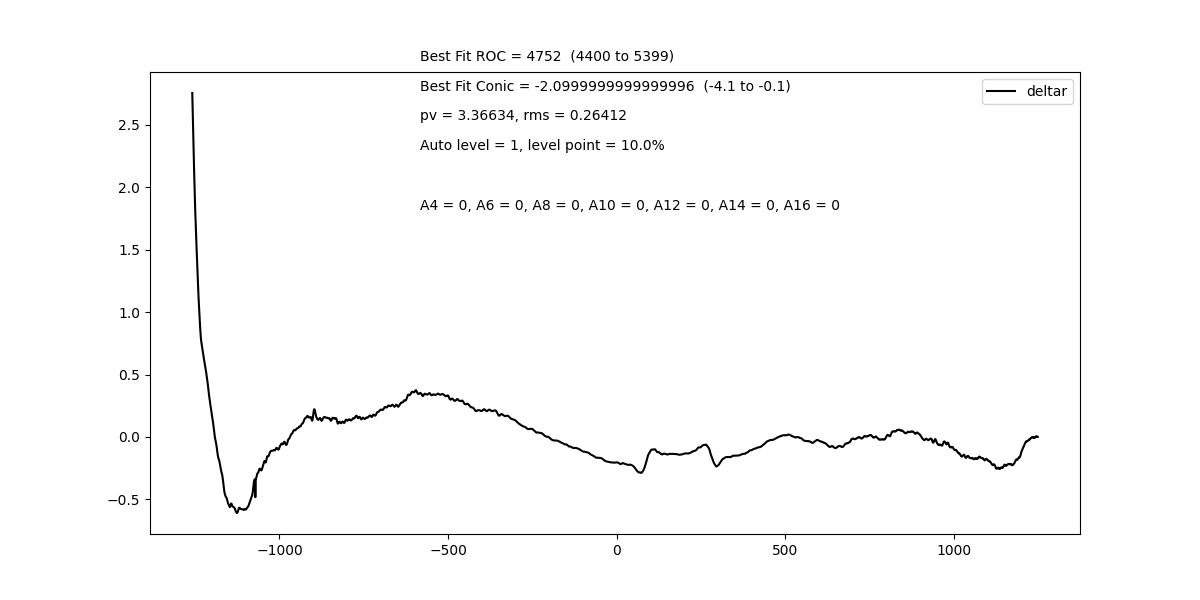 Best Fit ROC = 4752  (4400 to 5399)
Best Fit Conic = -2.0999999999999996  (-4.1 to -0.1)
deltar
pv = 3.36634, rms = 0.26412
Auto level = 1, level point = 10.0%
A4 = 0, A6 = 0, A8 = 0, A10 = 0, A12 = 0, A14 = 0, A16 = 0
2.5
2.0
1.5
1.0
0.5
0.0
−0.5
−1000
−500
0
500
1000